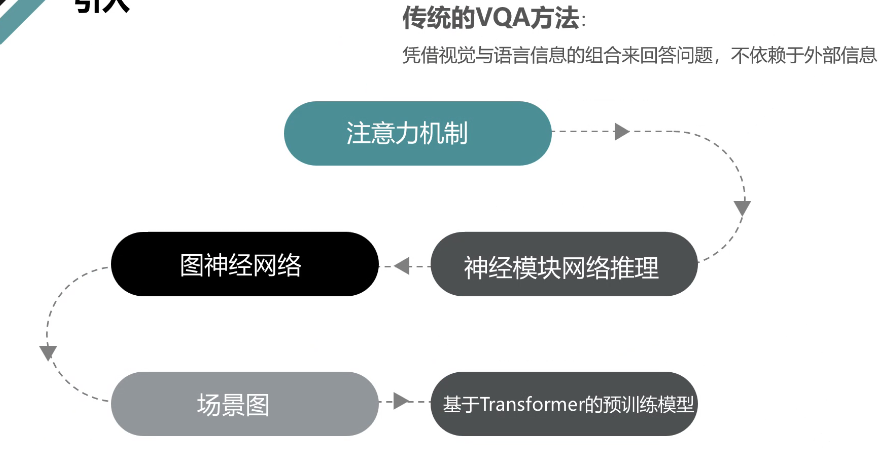 引入
传统的VQA方法：
凭借视觉与语言信息的组合来回答问题，不依赖于外部信息
注意力机制
图神经网络
神经模块网络推理
场景图
基于Transformer的预训练模型